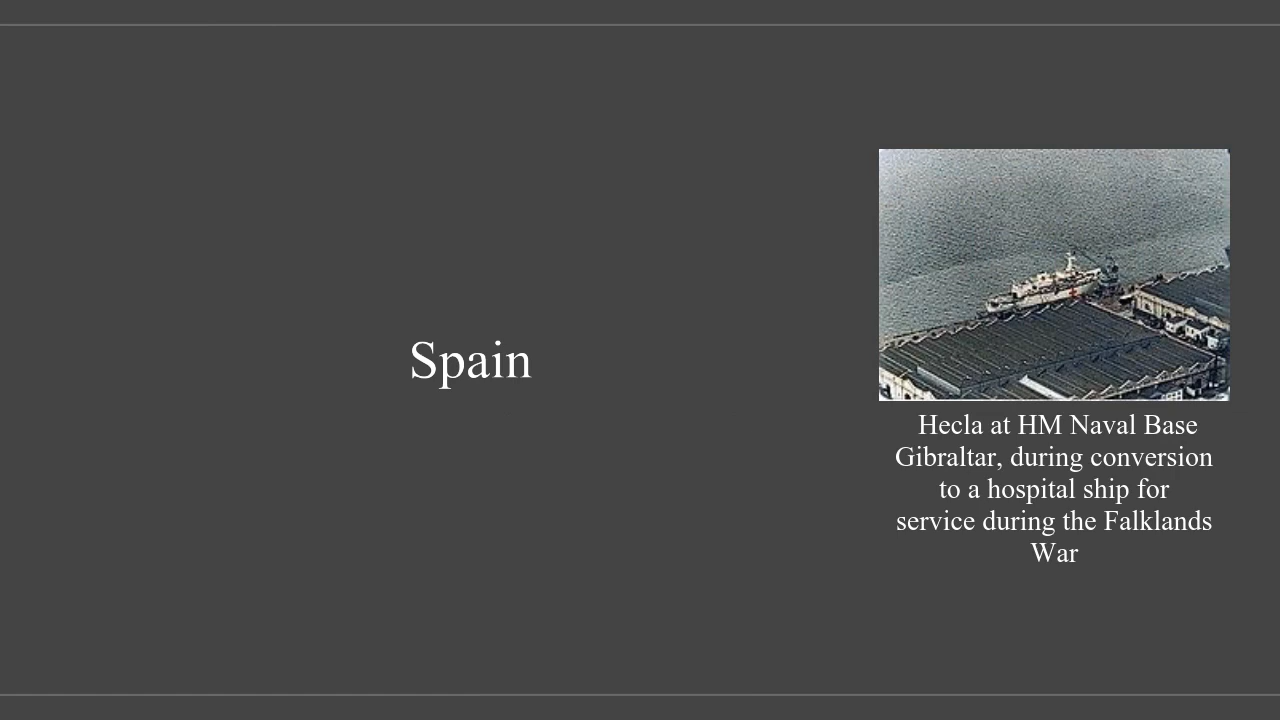 Spain
Hecla at HM Naval Base
Gibraltar, during conversion
to a hospital ship for
service during the Falklands
War